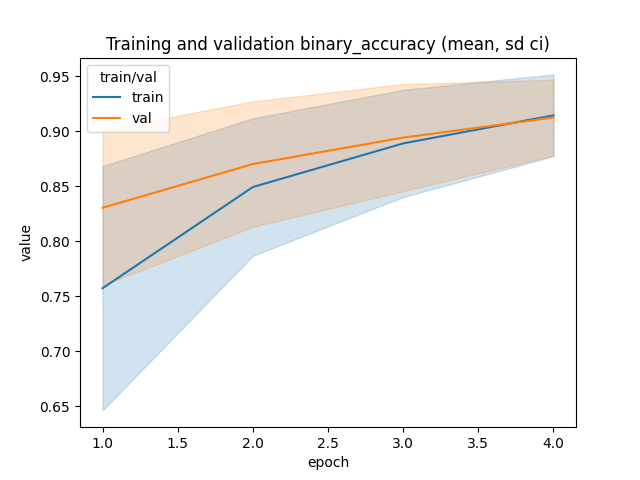 Training and validation binary_accuracy (mean, sd ci)
train/val
train
val
0.95
0.90
0.85
0.80
0.75
0.70
0.65
value
1.0 1.5 2.0 2.5 3.0 3.5 4.0
epoch